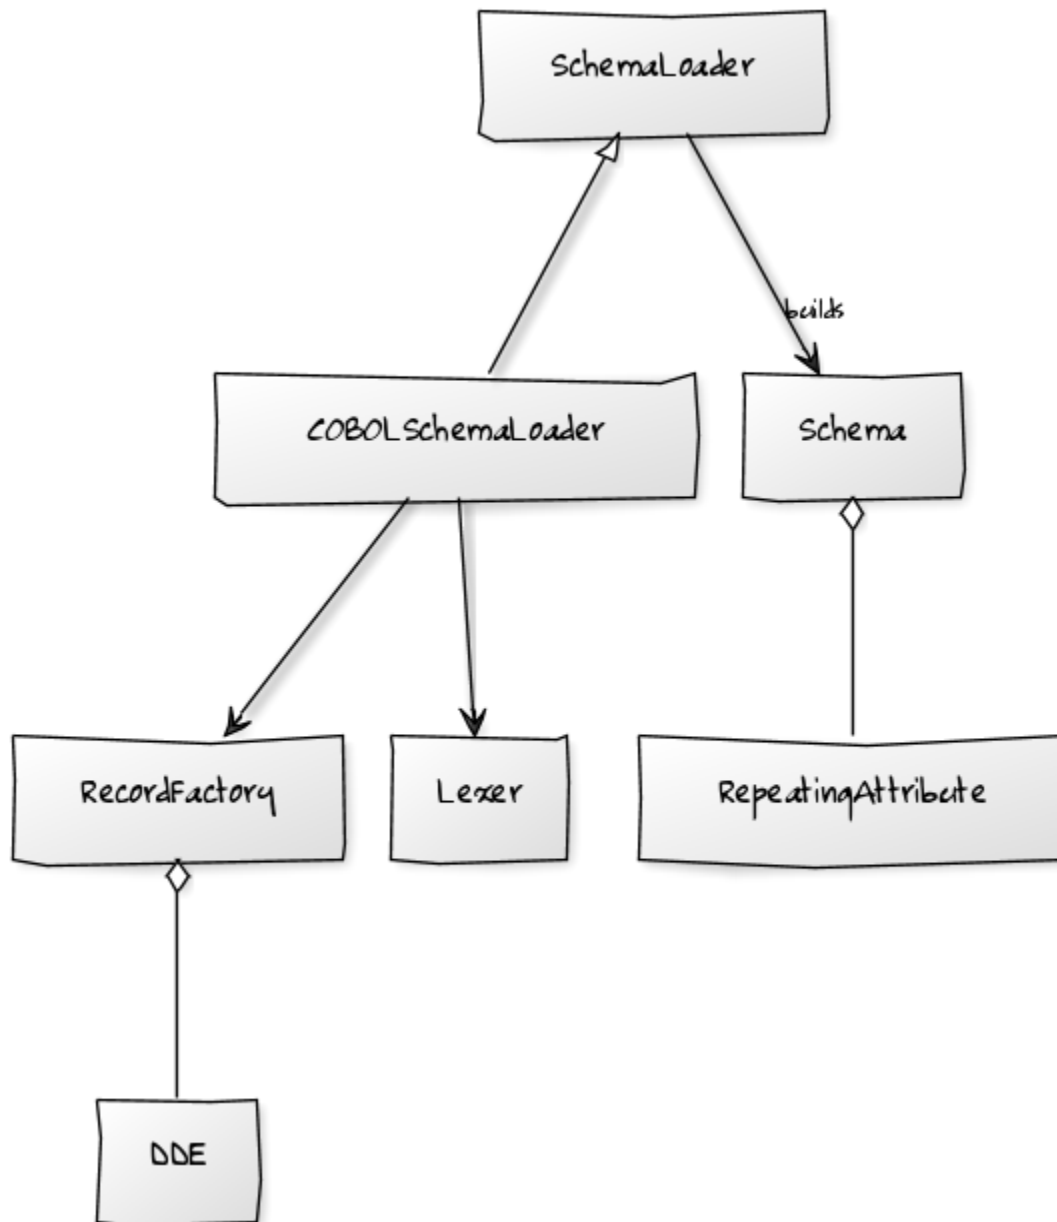 SchemaLoader
builds
COBOLSchemaLoader
Schema
RecordFactory
Lexer
RepeatingAttribute
DDE